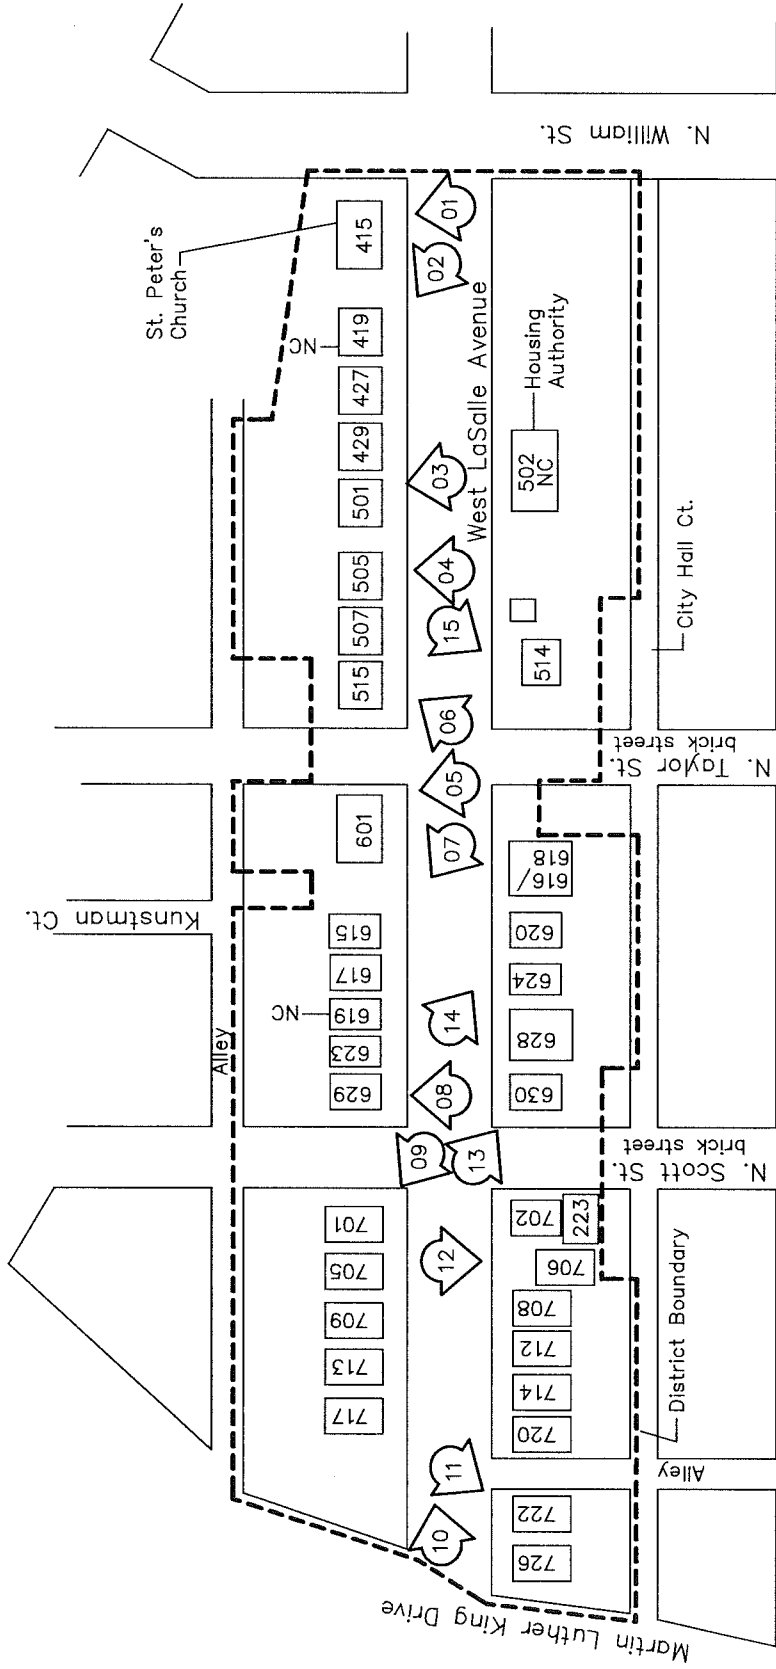 N. William St.
St. Peter's
Church
415
NC
419
427
429
501
505
507
515
01
02
03
04
15
06
05
07
West LaSalle Avenue
Housing
Authority
502
NC
514
City Hall Ct.
N. Taylor St.
brick street
Kunstman Ct.
Alley
601
615
617
NC
619
623
629
14
08
09
13
616/
618
620
624
628
630
N. Scott St.
brick street
701
705
709
713
717
12
11
10
702
223
706
708
712
714
720
722
726
District Boundary
Alley
Martin Luther King Drive